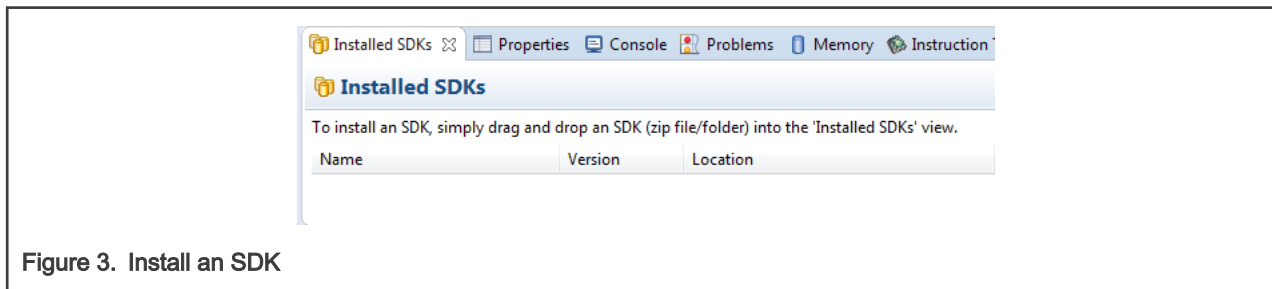 Installed SDKs Properties Console Problems Memory Instruction
Installed SDKs
To install an SDK, simply drag and drop an SDK (zip file/folder) into the 'Installed SDKs' view.
Name Version Location
Figure 3. Install an SDK